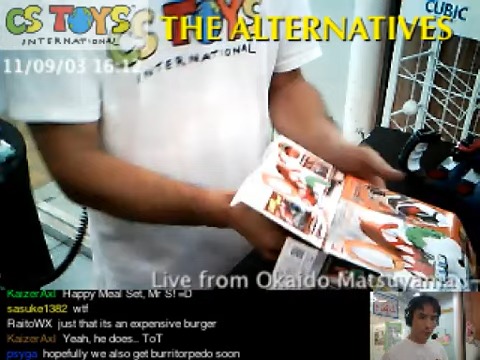 CS TOYS
INTERNATIONAL
THE ALTERNATIVES
CUBIC
CS TOYS
INTERNATIONAL
11/09/03 16:12
Live from Okaido Matsuyama
KaizerAxl Happy Meal Set, Mr S! =D
sasuke1382 wtf
RaitoWX just that its an expensive burger
KaizerAxl Yeah, he does.. ToT
psyga hopefully we also get burritorpedo soon